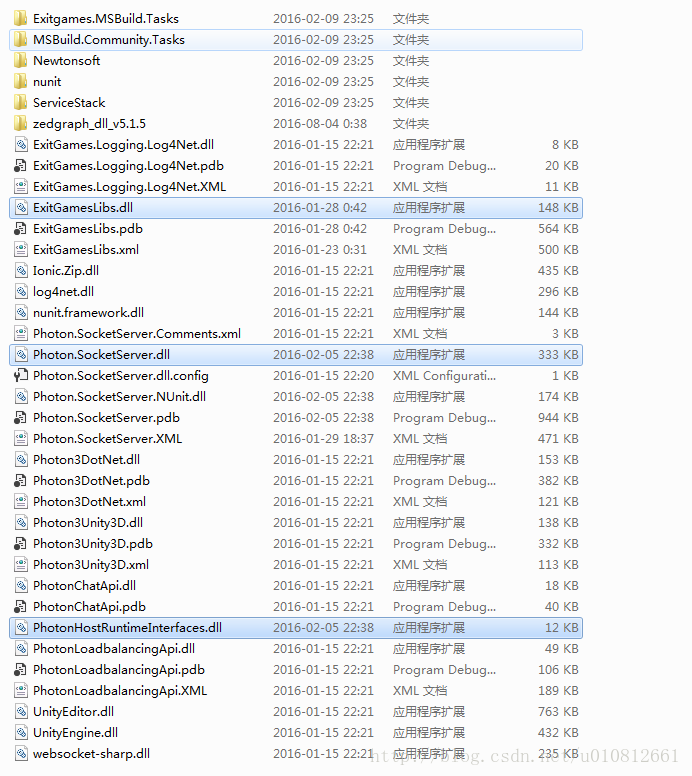 Exitgames.MSBuild.Tasks 2016-02-09 23:25 文件夹
MSBuild.Community.Tasks 2016-02-09 23:25 文件夹
Newtonsoft 2016-02-09 23:25 文件夹
nunit 2016-02-09 23:25 文件夹
ServiceStack 2016-02-09 23:25 文件夹
zedgraph_dll_v5.1.5 2016-08-04 0:38 文件夹
ExitGames.Logging.Log4Net.dll 2016-01-15 22:21 应用程序扩展 8 KB
ExitGames.Logging.Log4Net.pdb 2016-01-15 22:21 Program Debug... 20 KB
ExitGames.Logging.Log4Net.XML 2016-01-15 22:21 XML 文档 11 KB
ExitGamesLibs.dll 2016-01-28 0:42 应用程序扩展 148 KB
ExitGamesLibs.pdb 2016-01-28 0:42 Program Debug... 564 KB
ExitGamesLibs.xml 2016-01-23 0:31 XML 文档 500 KB
Ionic.Zip.dll 2016-01-15 22:21 应用程序扩展 435 KB
log4net.dll 2016-01-15 22:21 应用程序扩展 296 KB
nunit.framework.dll 2016-01-15 22:21 应用程序扩展 144 KB
Photon.SocketServer.Comments.xml 2016-01-15 22:21 XML 文档 3 KB
Photon.SocketServer.dll 2016-02-05 22:38 应用程序扩展 333 KB
Photon.SocketServer.dll.config 2016-01-15 22:20 XML Configurati... 1 KB
Photon.SocketServer.NUnit.dll 2016-02-05 22:38 应用程序扩展 174 KB
Photon.SocketServer.pdb 2016-02-05 22:38 Program Debug... 944 KB
Photon.SocketServer.XML 2016-01-29 18:37 XML 文档 471 KB
Photon3DotNet.dll 2016-01-15 22:21 应用程序扩展 153 KB
Photon3DotNet.pdb 2016-01-15 22:21 Program Debug... 382 KB
Photon3DotNet.xml 2016-01-15 22:21 XML 文档 121 KB
Photon3Unity3D.dll 2016-01-15 22:21 应用程序扩展 138 KB
Photon3Unity3D.pdb 2016-01-15 22:21 Program Debug... 332 KB
Photon3Unity3D.xml 2016-01-15 22:21 XML 文档 113 KB
PhotonChatApi.dll 2016-01-15 22:21 应用程序扩展 18 KB
PhotonChatApi.pdb 2016-01-15 22:21 Program Debug... 40 KB
PhotonHostRuntimeInterfaces.dll 2016-02-05 22:38 应用程序扩展 12 KB
PhotonLoadbalancingApi.dll 2016-01-15 22:21 应用程序扩展 49 KB
PhotonLoadbalancingApi.pdb 2016-01-15 22:21 Program Debug... 106 KB
PhotonLoadbalancingApi.XML 2016-01-15 22:21 XML 文档 189 KB
UnityEditor.dll 2016-01-15 22:21 应用程序扩展 763 KB
UnityEngine.dll 2016-01-15 22:21 应用程序扩展 432 KB
websocket-sharp.dll 2016-01-15 22:21 应用程序扩展 235 KB
http://blog.csdn.net/u010812661